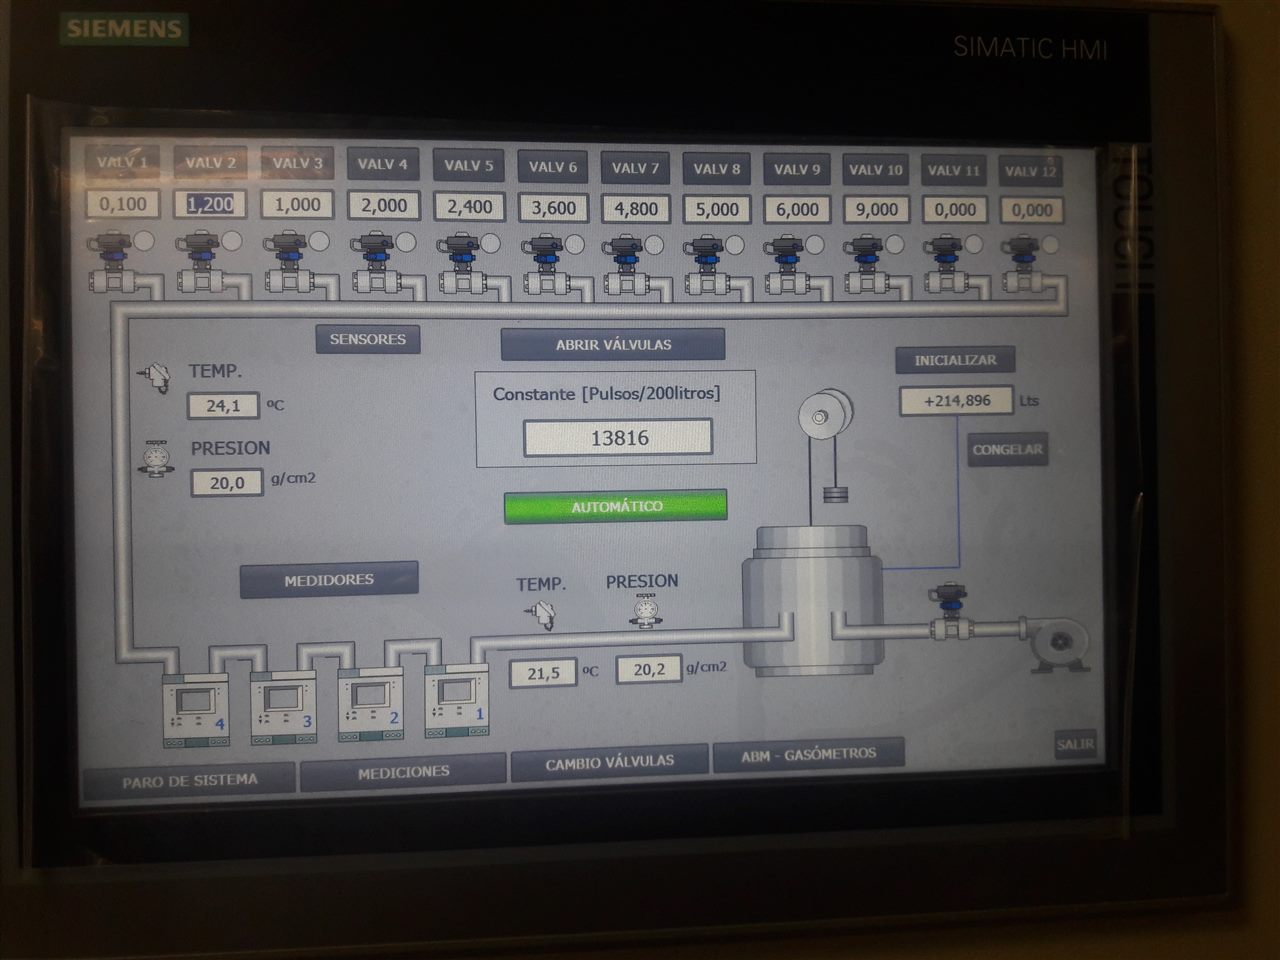 SIEMENS
SIMATIC HMI
TOUCH
VALV 1 VALV 2 VALV 3 VALV 4 VALV 5 VALV 6 VALV 7 VALV 8 VALV 9 VALV 10 VALV 11 VALV 12
0,100 1,200 1,000 2,000 2,400 3,600 4,800 5,000 6,000 9,000 0,000 0,000
SENSORES
ABRIR VÁLVULAS
INICIALIZAR
TEMP.
24,1 ºC
Constante [Pulsos/200litros]
13816
+214,896 Lts
CONGELAR
PRESION
20,0 g/cm2
AUTOMÁTICO
MEDIDORES
TEMP. PRESION
21,5 ºC 20,2 g/cm2
4 3 2 1
SALIR
PARO DE SISTEMA MEDICIONES CAMBIO VÁLVULAS ABM - GASÓMETROS